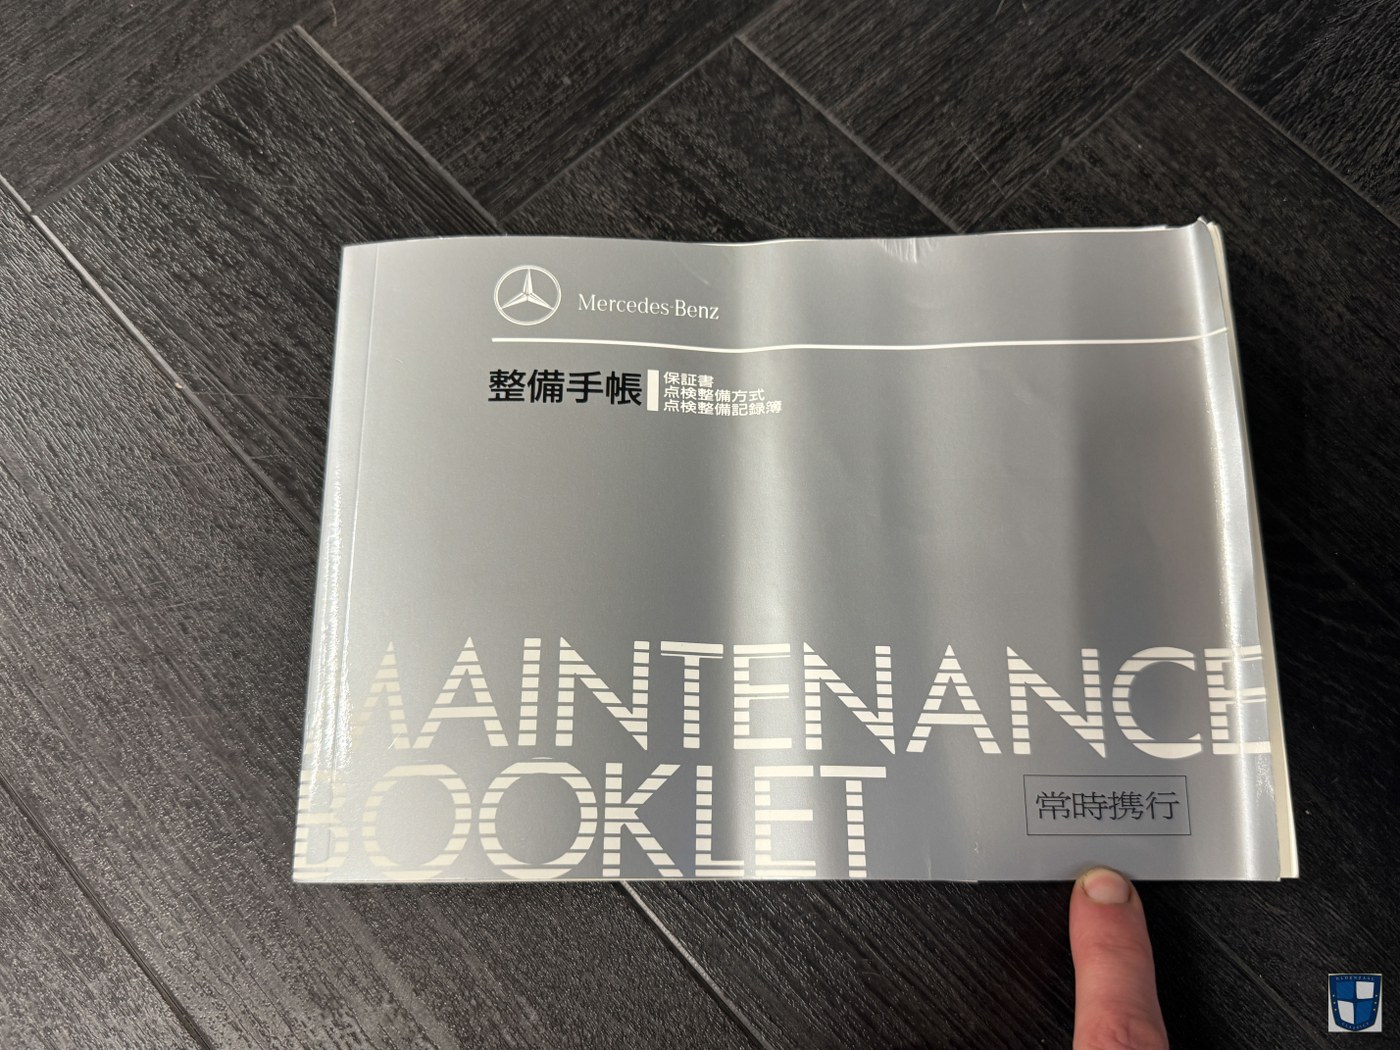 Mercedes-Benz
整備手帳
保証書
点検整備方式
点検整備記録簿
MAINTENANCE
BOOKLET
常時携行